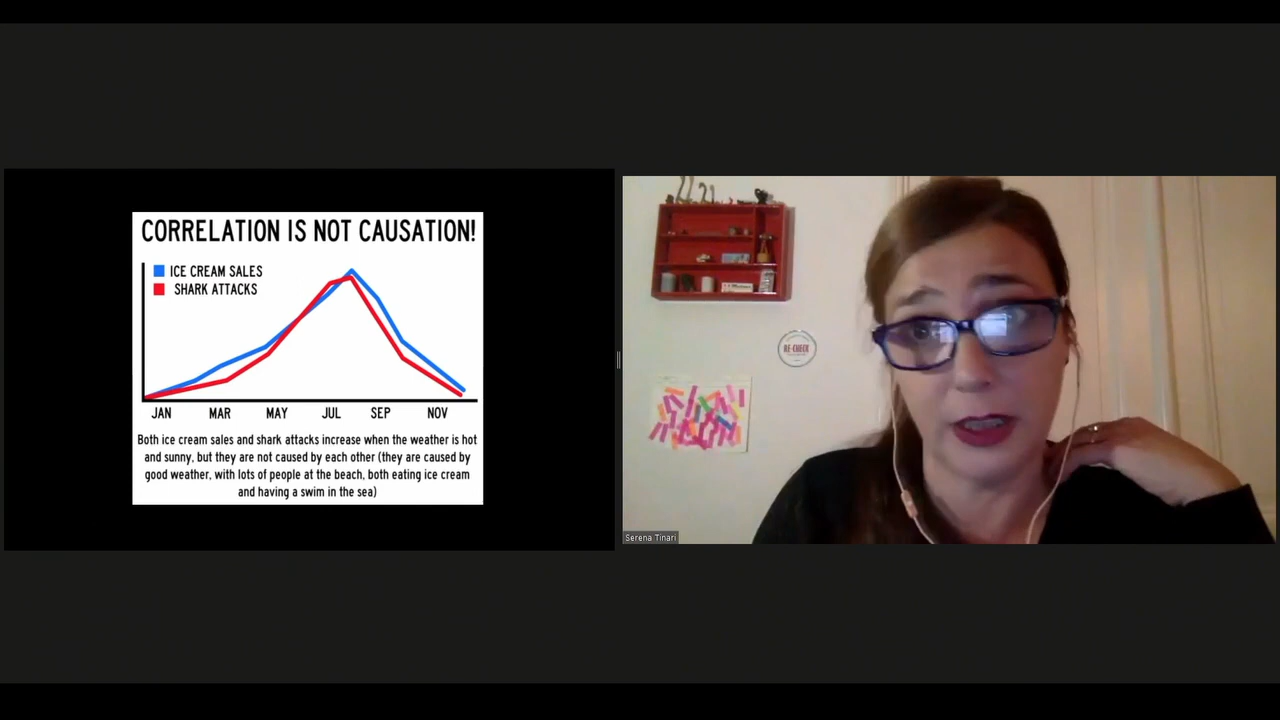 CORRELATION IS NOT CAUSATION!
ICE CREAM SALES
SHARK ATTACKS
JAN MAR MAY JUL SEP NOV
Both ice cream sales and shark attacks increase when the weather is hot
and sunny, but they are not caused by each other (they are caused by
good weather, with lots of people at the beach, both eating ice cream
and having a swim in the sea)
RE-CHECK
Serena Tinari